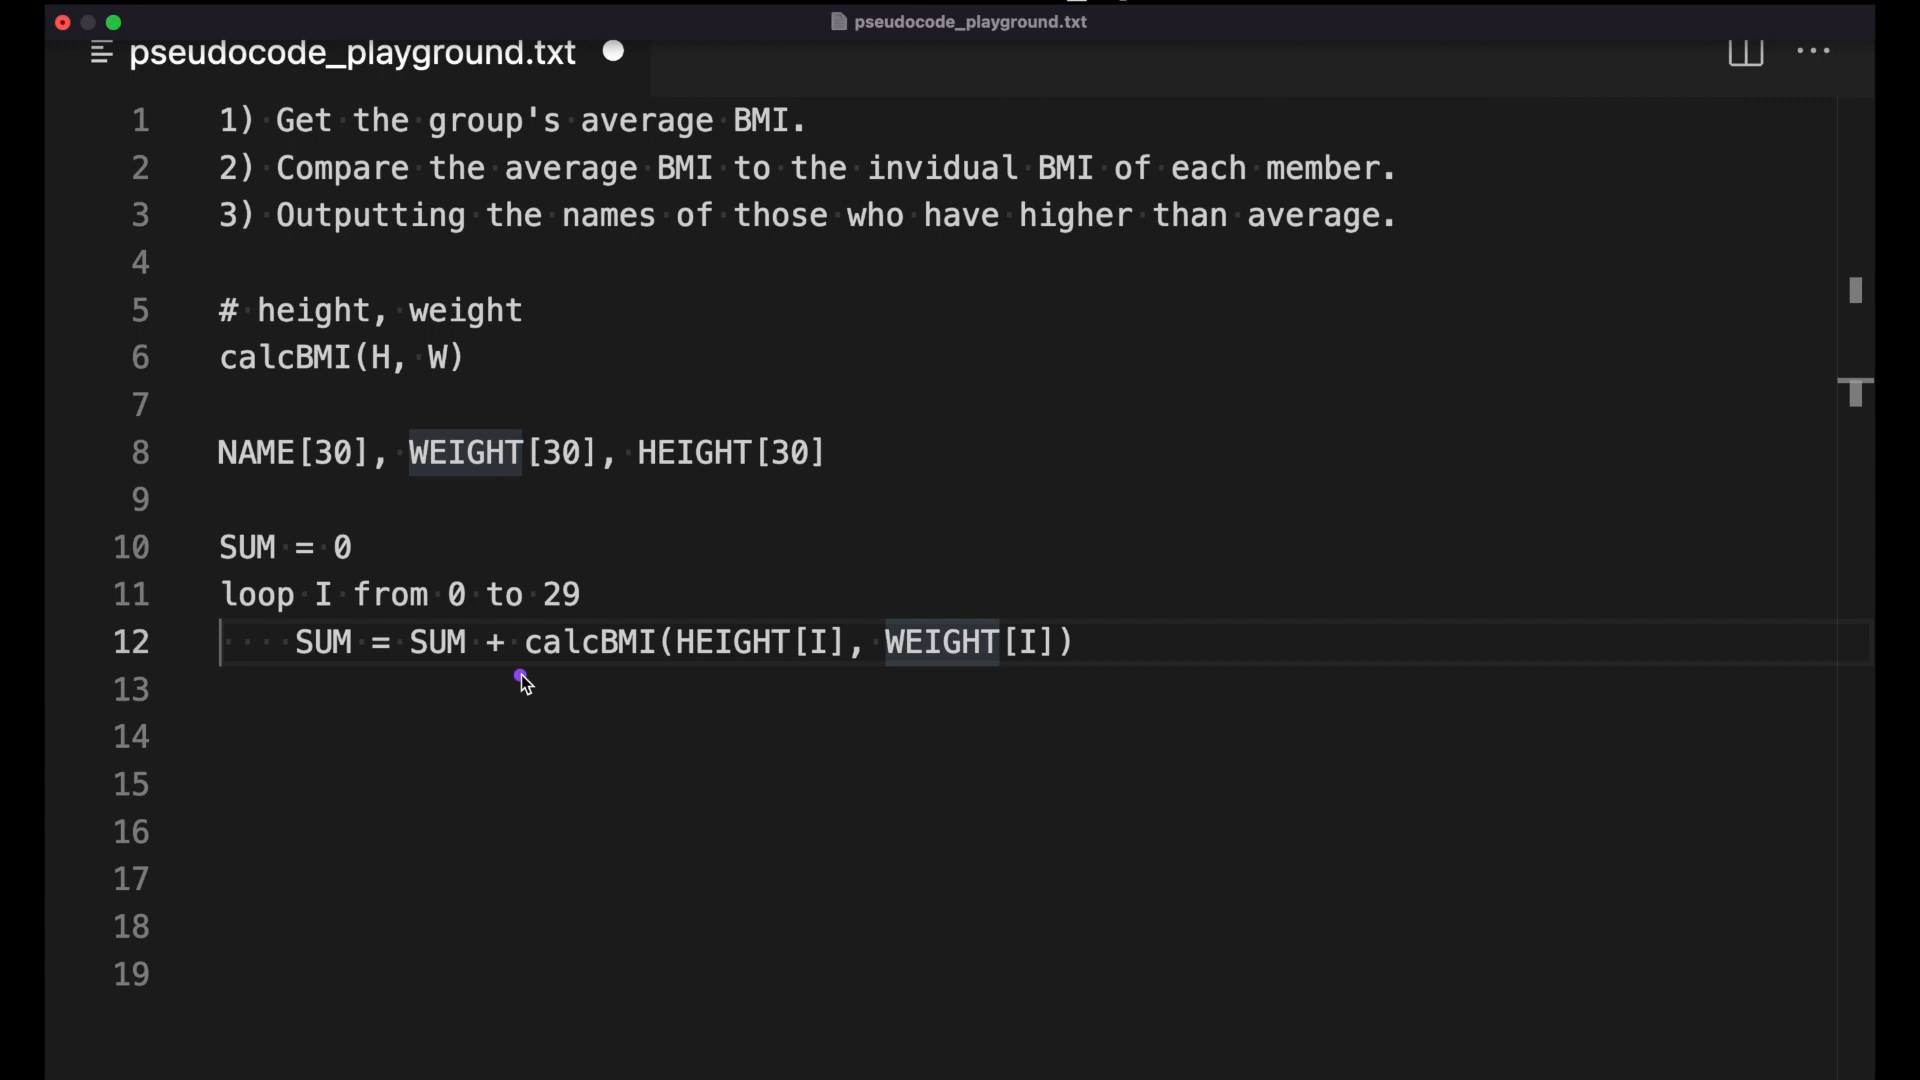 pseudocode_playground.txt
pseudocode_playground.txt
1 1) Get the group's average BMI.
2 2) Compare the average BMI to the invidual BMI of each member.
3 3) Outputting the names of those who have higher than average.
4
5 # height, weight
6 calcBMI(H, W)
7
8 NAME[30], WEIGHT[30], HEIGHT[30]
9
10 SUM = 0
11 loop I from 0 to 29
12     SUM = SUM + calcBMI(HEIGHT[I], WEIGHT[I])
13
14
15
16
17
18
19